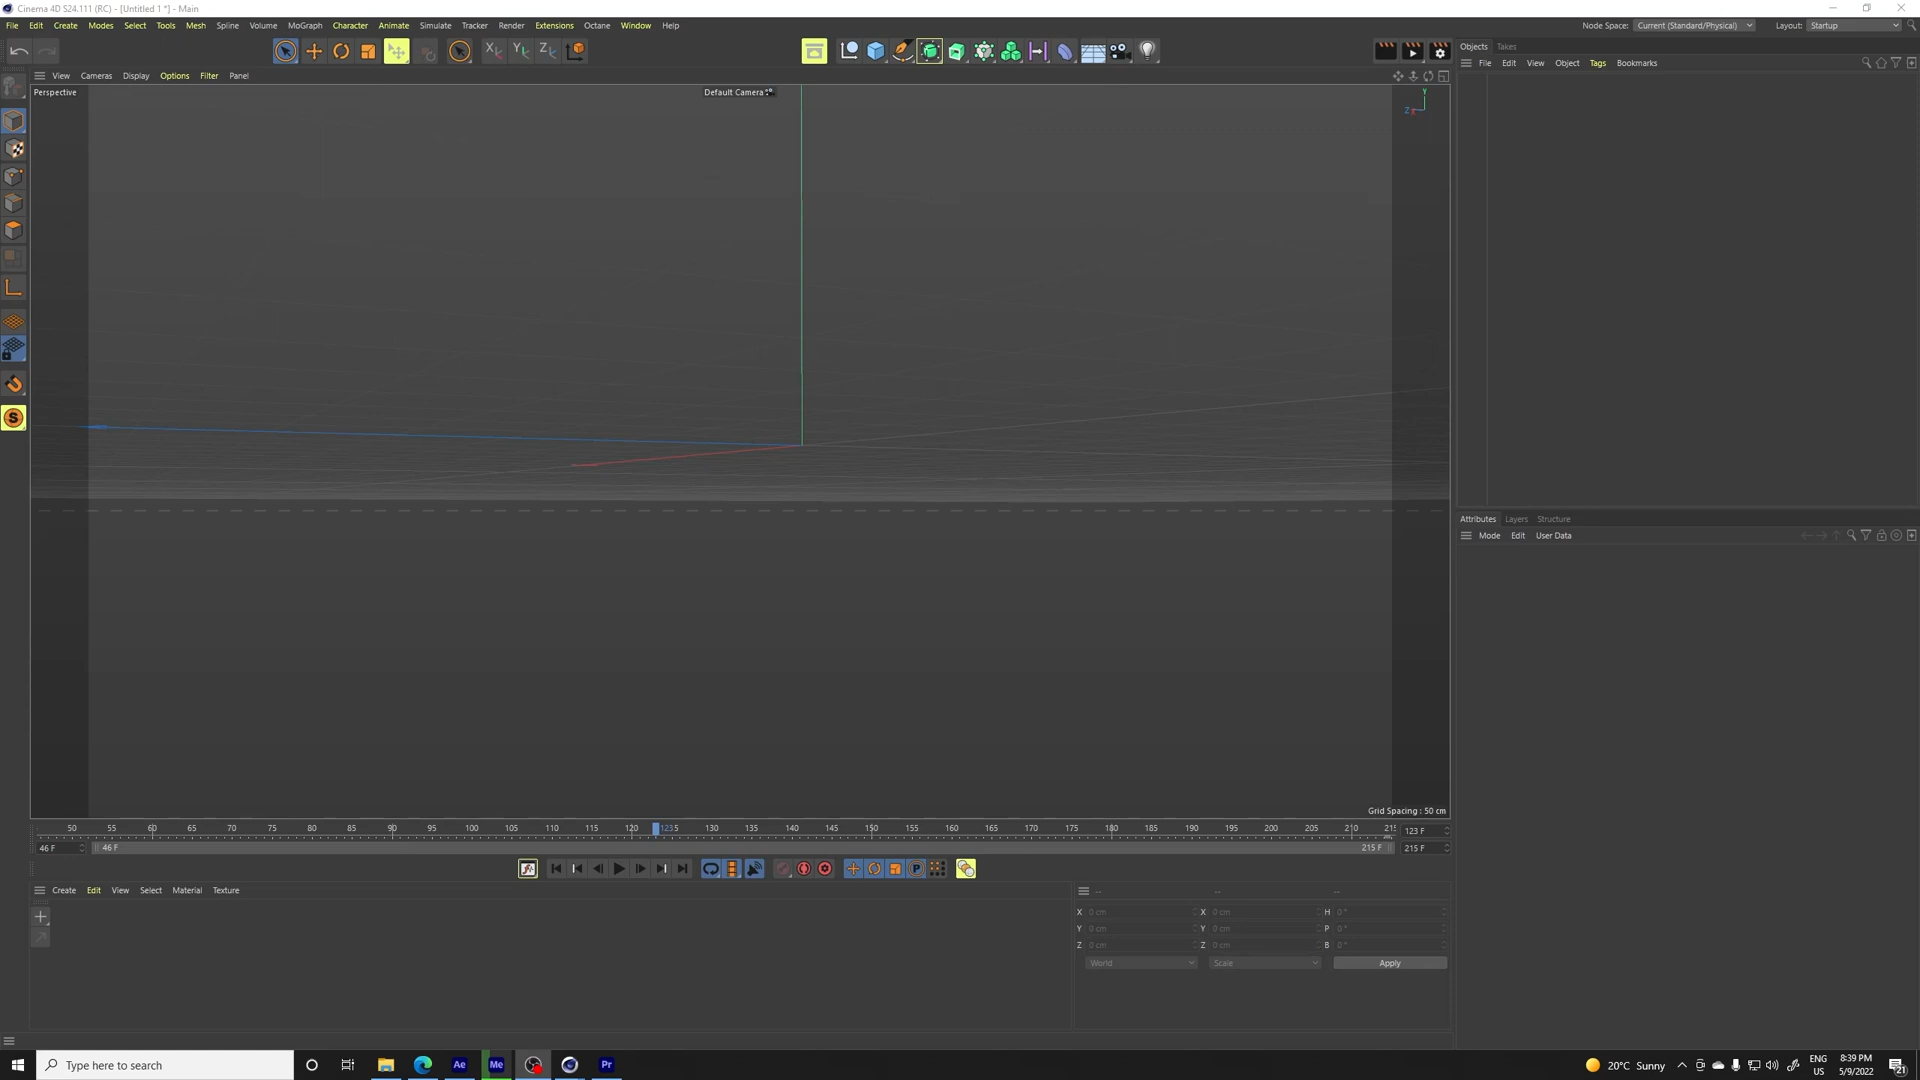 Cinema 4D S24.111 (RC) - [Untitled 1 *] - Main
File Edit Create Modes Select Tools Mesh Spline Volume MoGraph Character Animate Simulate Tracker Render Extensions Octane Window Help
Node Space: Current (Standard/Physical) Layout: Startup
Objects Takes
File Edit View Object Tags Bookmarks
View Cameras Display Options Filter Panel
Perspective
Default Camera
Y
Z X
Grid Spacing : 50 cm
Attributes Layers Structure
Mode Edit User Data
50 55 60 65 70 75 80 85 90 95 100 105 110 115 120 123 5 130 135 140 145 150 155 160 165 170 175 180 185 190 195 200 205 210 215 123 F
46 F 46 F 215 F 215 F
Create Edit View Select Material Texture
-- -- --
X 0 cm X 0 cm H 0 °
Y 0 cm Y 0 cm P 0 °
Z 0 cm Z 0 cm B 0 °
World Scale Apply
Type here to search
Ae Me Pr
20°C Sunny
ENG US
8:39 PM
5/9/2022
21